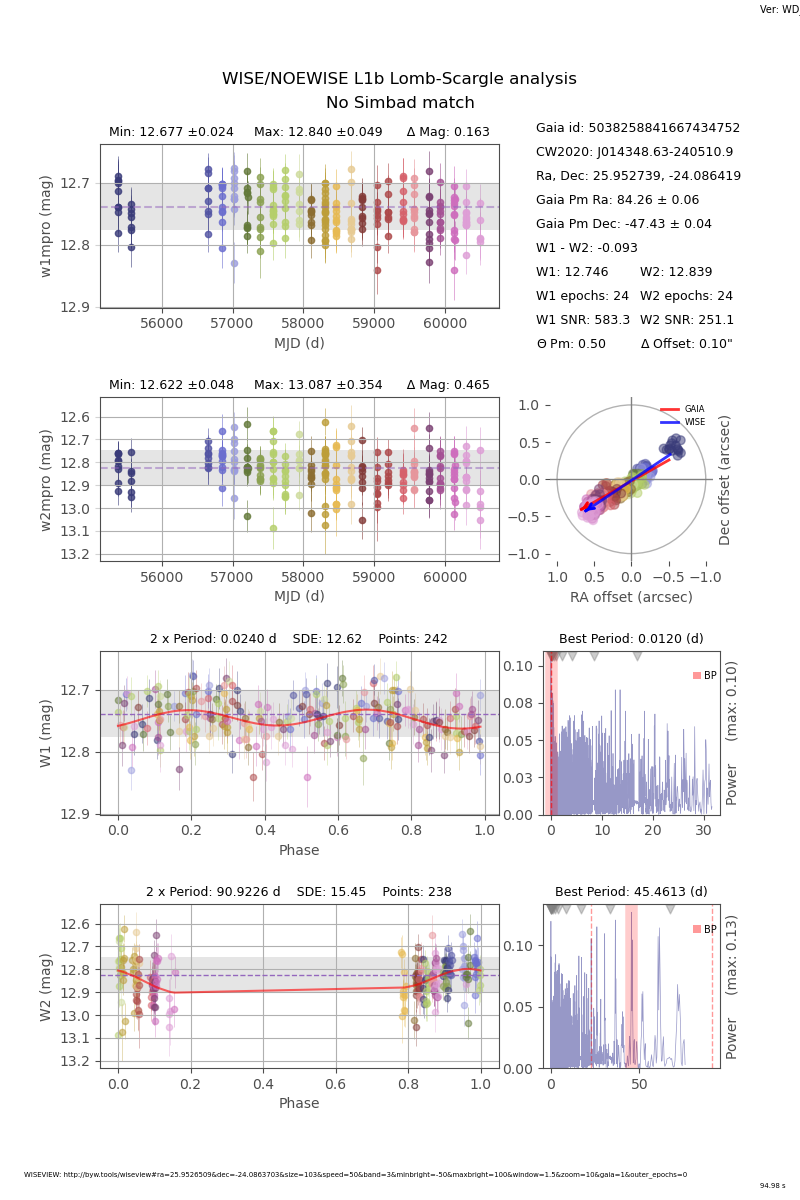 Ver: WD_
WISE/NOEWISE L1b Lomb-Scargle analysis
No Simbad match
Min: 12.677 ±0.024 Max: 12.840 ±0.049 Δ Mag: 0.163
12.7
12.8
12.9
w1mpro (mag)
56000 57000 58000 59000 60000
MJD (d)
Gaia id: 5038258841667434752
CW2020: J014348.63-240510.9
Ra, Dec: 25.952739, -24.086419
Gaia Pm Ra: 84.26 ± 0.06
Gaia Pm Dec: -47.43 ± 0.04
W1 - W2: -0.093
W1: 12.746 W2: 12.839
W1 epochs: 24 W2 epochs: 24
W1 SNR: 583.3 W2 SNR: 251.1
Θ Pm: 0.50 Δ Offset: 0.10"
Min: 12.622 ±0.048 Max: 13.087 ±0.354 Δ Mag: 0.465
12.6
12.7
12.8
12.9
13.0
13.1
13.2
w2mpro (mag)
56000 57000 58000 59000 60000
MJD (d)
1.0
0.5
0.0
−0.5
−1.0
GAIA
WISE
Dec offset (arcsec)
1.0 0.5 0.0 −0.5 −1.0
RA offset (arcsec)
2 x Period: 0.0240 d SDE: 12.62 Points: 242
12.7
12.8
12.9
W1 (mag)
0.0 0.2 0.4 0.6 0.8 1.0
Phase
Best Period: 0.0120 (d)
0.10
0.08
0.05
0.03
0.00
BP
Power (max: 0.10)
0 10 20 30
2 x Period: 90.9226 d SDE: 15.45 Points: 238
12.6
12.7
12.8
12.9
13.0
13.1
13.2
W2 (mag)
0.0 0.2 0.4 0.6 0.8 1.0
Phase
Best Period: 45.4613 (d)
0.10
0.05
0.00
BP
Power (max: 0.13)
0 50
WISEVIEW: http://byw.tools/wiseview#ra=25.9526509&dec=-24.0863703&size=103&speed=50&band=3&minbright=-50&maxbright=100&window=1.5&zoom=10&gaia=1&outer_epochs=0
94.98 s